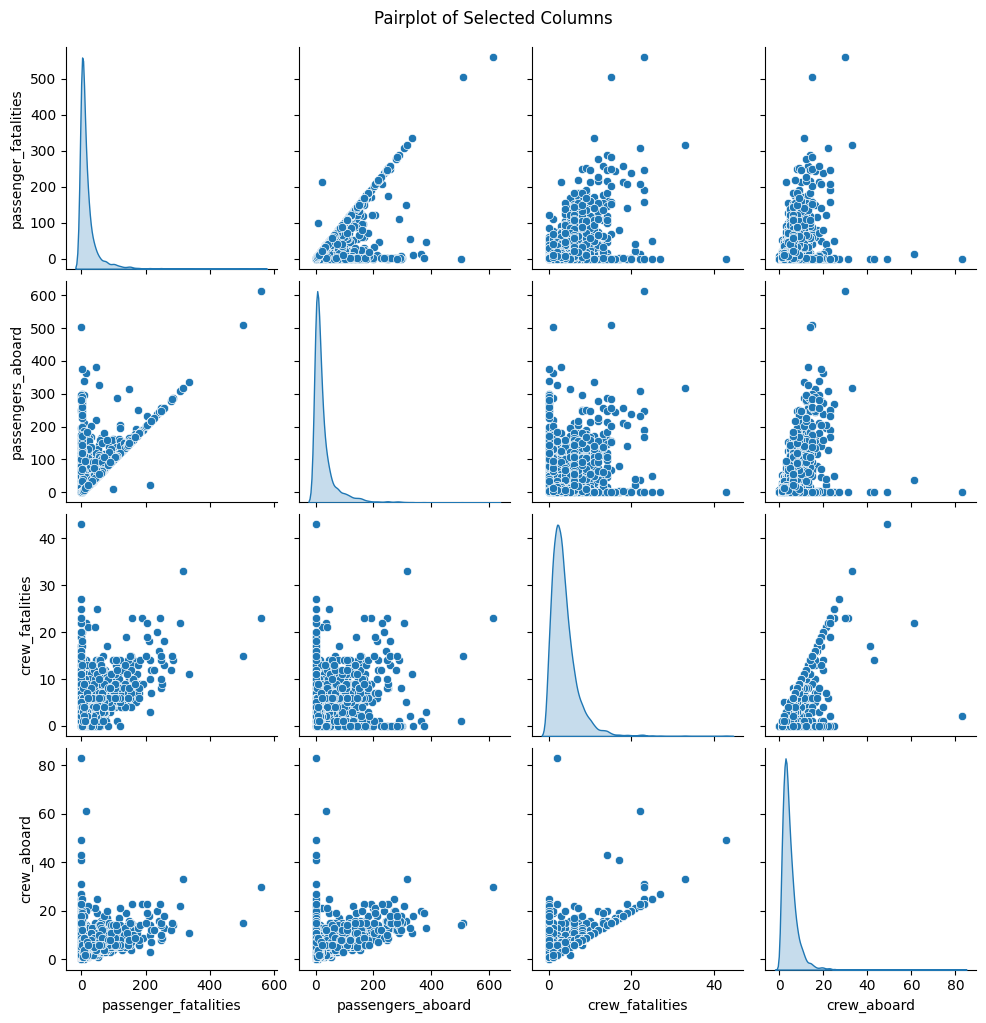 Pairplot of Selected Columns
passenger_fatalities
500
400
300
200
100
0
passengers_aboard
600
500
400
300
200
100
0
crew_fatalities
40
30
20
10
0
crew_aboard
80
60
40
20
0
0 200 400 600
0 200 400 600
0 20 40
0 20 40 60 80
passenger_fatalities passengers_aboard crew_fatalities crew_aboard